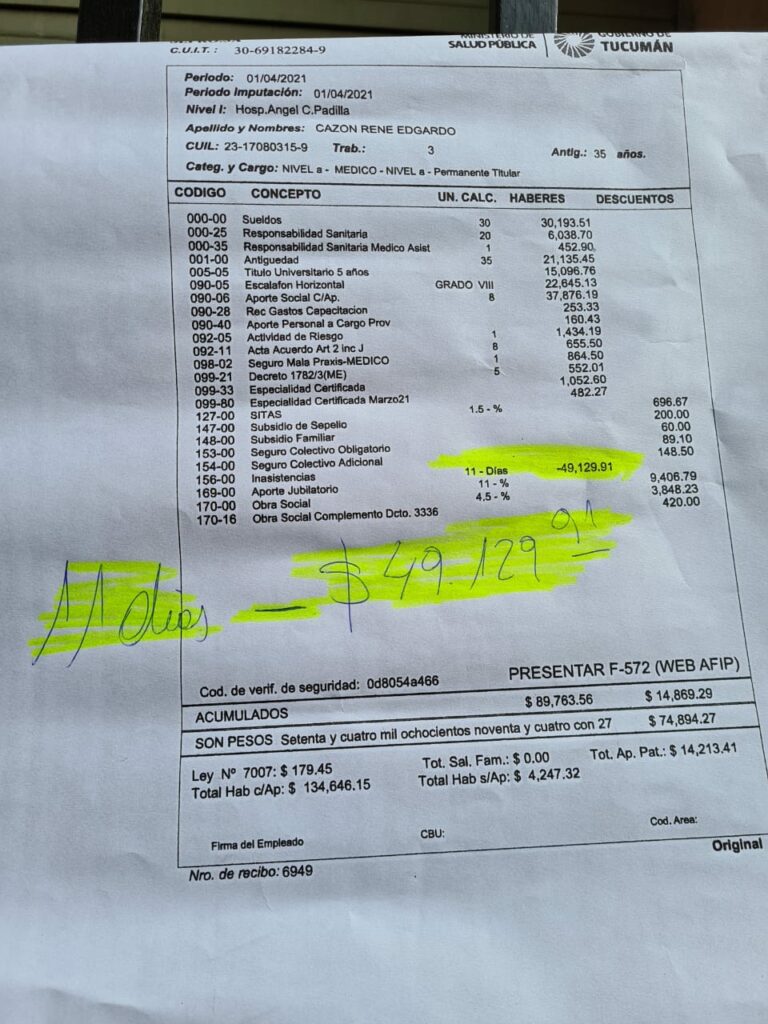 C.U.I.T. : 30-69182284-9
MINISTERIO DE SALUD PÚBLICA
GOBIERNO DE TUCUMÁN
Periodo: 01/04/2021
Periodo Imputación: 01/04/2021
Nivel I: Hosp.Angel C.Padilla
Apellido y Nombres: CAZON RENE EDGARDO
CUIL: 23-17080315-9 Trab.: 3 Antig.: 35 años.
Categ. y Cargo: NIVEL a - MEDICO - NIVEL a - Permanente Titular
CODIGO CONCEPTO UN. CALC. HABERES DESCUENTOS
000-00 Sueldos 30 30,193.51
000-25 Responsabilidad Sanitaria 20 6,038.70
000-35 Responsabilidad Sanitaria Medico Asist 1 452.90
001-00 Antiguedad 35 21,135.45
005-05 Titulo Universitario 5 años 15,096.76
090-05 Escalafon Horizontal GRADO VIII 22,645.13
090-06 Aporte Social C/Ap. 8 37,876.19
090-28 Rec Gastos Capacitacion 253.33
090-40 Aporte Personal a Cargo Prov 160.43
092-05 Actividad de Riesgo 1 1,434.19
092-11 Acta Acuerdo Art 2 inc J 8 655.50
098-02 Seguro Mala Praxis-MEDICO 1 864.50
099-21 Decreto 1782/3(ME) 5 552.01
099-33 Especialidad Certificada 1,052.60
099-80 Especialidad Certificada Marzo21 482.27
127-00 SITAS 1.5 - % 696.67
147-00 Subsidio de Sepelio 200.00
148-00 Subsidio Familiar 60.00
153-00 Seguro Colectivo Obligatorio 89.10
154-00 Seguro Colectivo Adicional 148.50
156-00 Inasistencias 11 - Días -49,129.91
169-00 Aporte Jubilatorio 11 - % 9,406.79
170-00 Obra Social 4.5 - % 3,848.23
170-16 Obra Social Complemento Dcto. 3336 420.00
11 dias — $ 49.129 91
Cod. de verif. de seguridad: 0d8054a466 PRESENTAR F-572 (WEB AFIP)
ACUMULADOS $ 89,763.56 $ 14,869.29
SON PESOS Setenta y cuatro mil ochocientos noventa y cuatro con 27 $ 74,894.27
Ley Nº 7007: $ 179.45 Tot. Sal. Fam.: $ 0.00 Tot. Ap. Pat.: $ 14,213.41
Total Hab c/Ap: $ 134,646.15 Total Hab s/Ap: $ 4,247.32
Firma del Empleado CBU: Cod. Area:
Nro. de recibo: 6949 Original